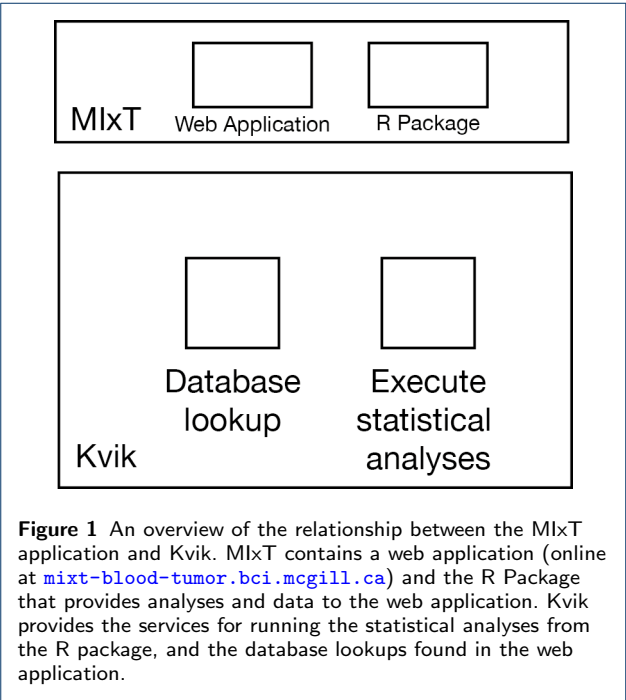 MIxT
Web Application
R Package
Database
lookup
Execute
statistical
analyses
Kvik
Figure 1 An overview of the relationship between the MIxT
application and Kvik. MIxT contains a web application (online
at mixt-blood-tumor.bci.mcgill.ca) and the R Package
that provides analyses and data to the web application. Kvik
provides the services for running the statistical analyses from
the R package, and the database lookups found in the web
application.